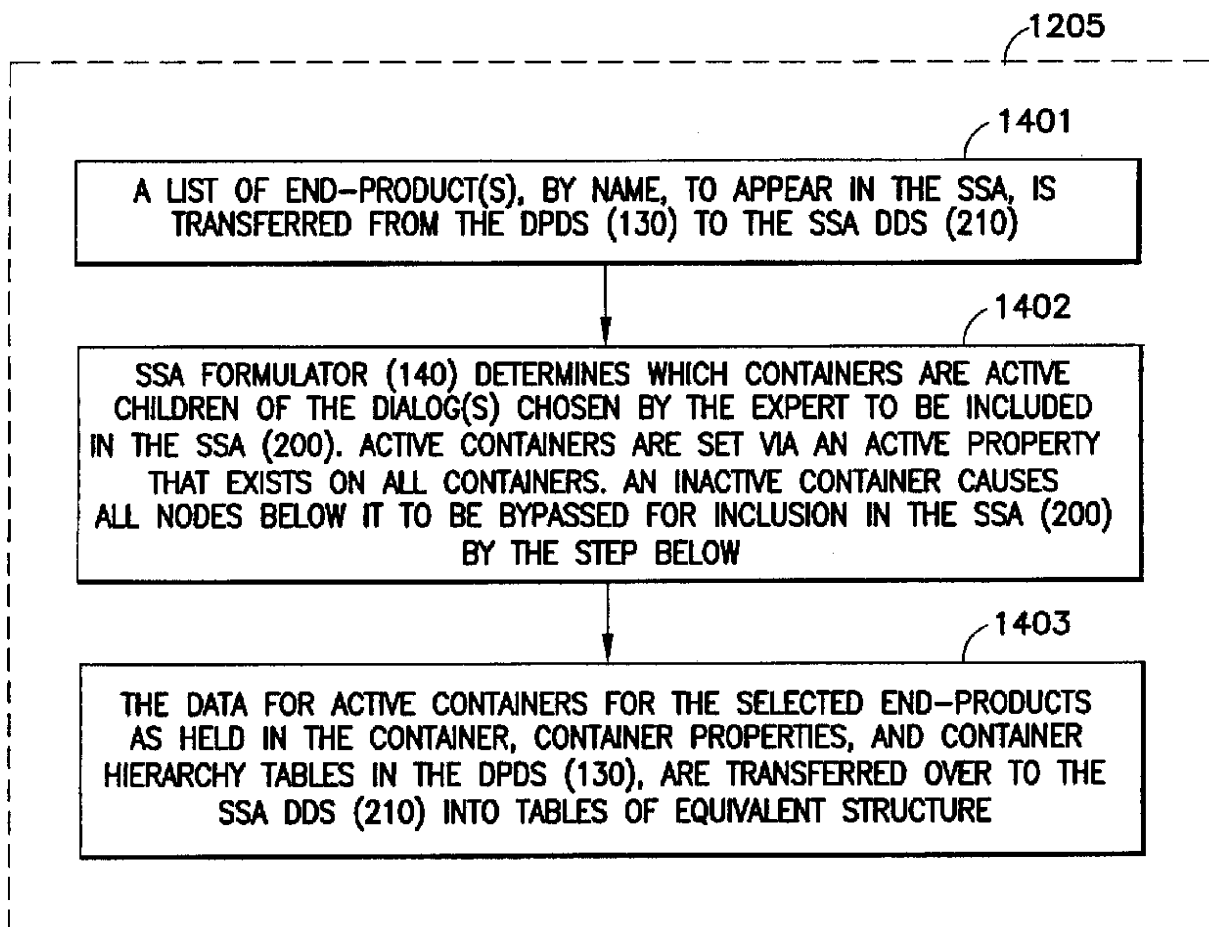 1205
1401
A LIST OF END-PRODUCT(S), BY NAME, TO APPEAR IN THE SSA, IS
TRANSFERRED FROM THE DPDS (130) TO THE SSA DDS (210)
1402
SSA FORMULATOR (140) DETERMINES WHICH CONTAINERS ARE ACTIVE
CHILDREN OF THE DIALOG(S) CHOSEN BY THE EXPERT TO BE INCLUDED
IN THE SSA (200). ACTIVE CONTAINERS ARE SET VIA AN ACTIVE PROPERTY
THAT EXISTS ON ALL CONTAINERS. AN INACTIVE CONTAINER CAUSES
ALL NODES BELOW IT TO BE BYPASSED FOR INCLUSION IN THE SSA (200)
BY THE STEP BELOW
1403
THE DATA FOR ACTIVE CONTAINERS FOR THE SELECTED END-PRODUCTS
AS HELD IN THE CONTAINER, CONTAINER PROPERTIES, AND CONTAINER
HIERARCHY TABLES IN THE DPDS (130), ARE TRANSFERRED OVER TO THE
SSA DDS (210) INTO TABLES OF EQUIVALENT STRUCTURE